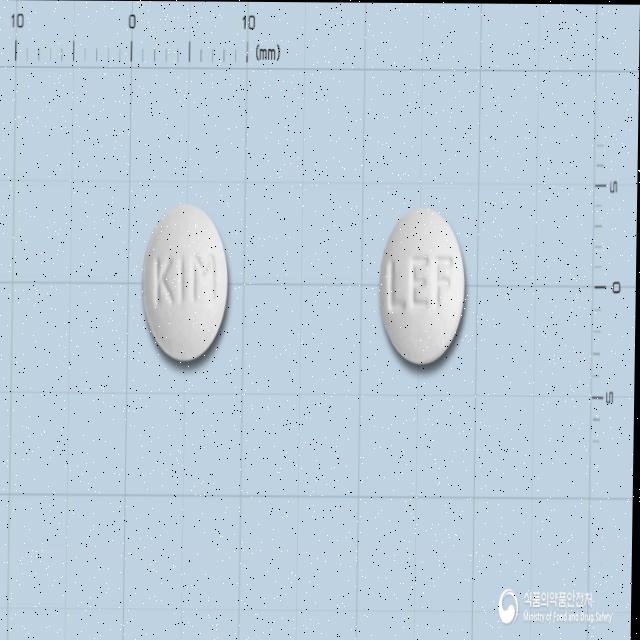 10 0 10
(mm)
KIM LEF
5
0
5
식품의약품안전처
Ministry of Food and Drug Safety